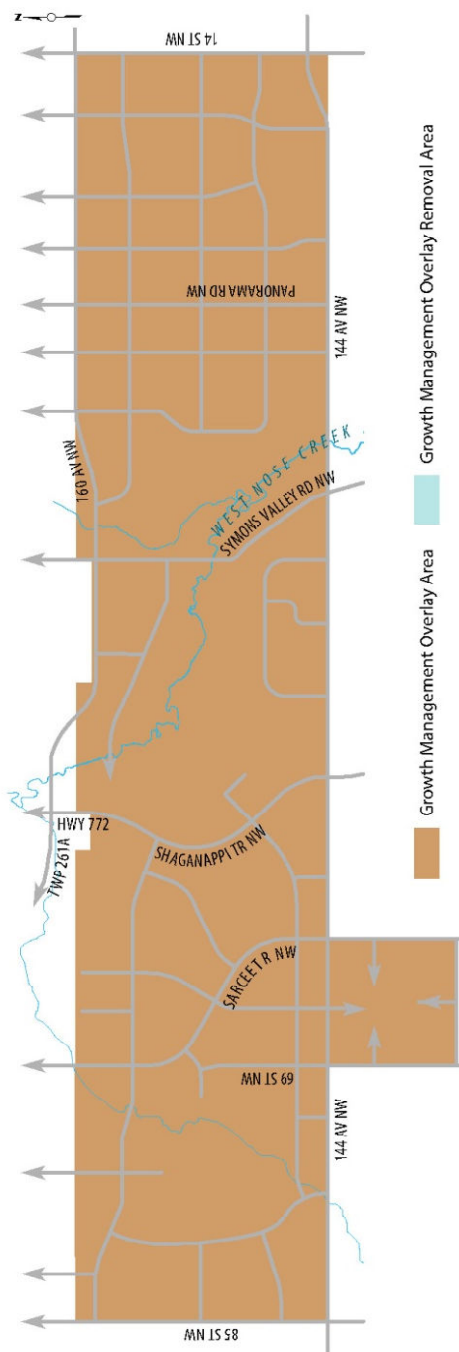 Z
14 ST NW
PANORAMA RD NW
144 AV NW
160 AV NW
WEST NOSE CREEK
SYMONS VALLEY RD NW
HWY 772
TWP 261A
SHAGANAPPI TR NW
SARCEE TR NW
69 ST NW
144 AV NW
85 ST NW
Growth Management Overlay Area
Growth Management Overlay Removal Area